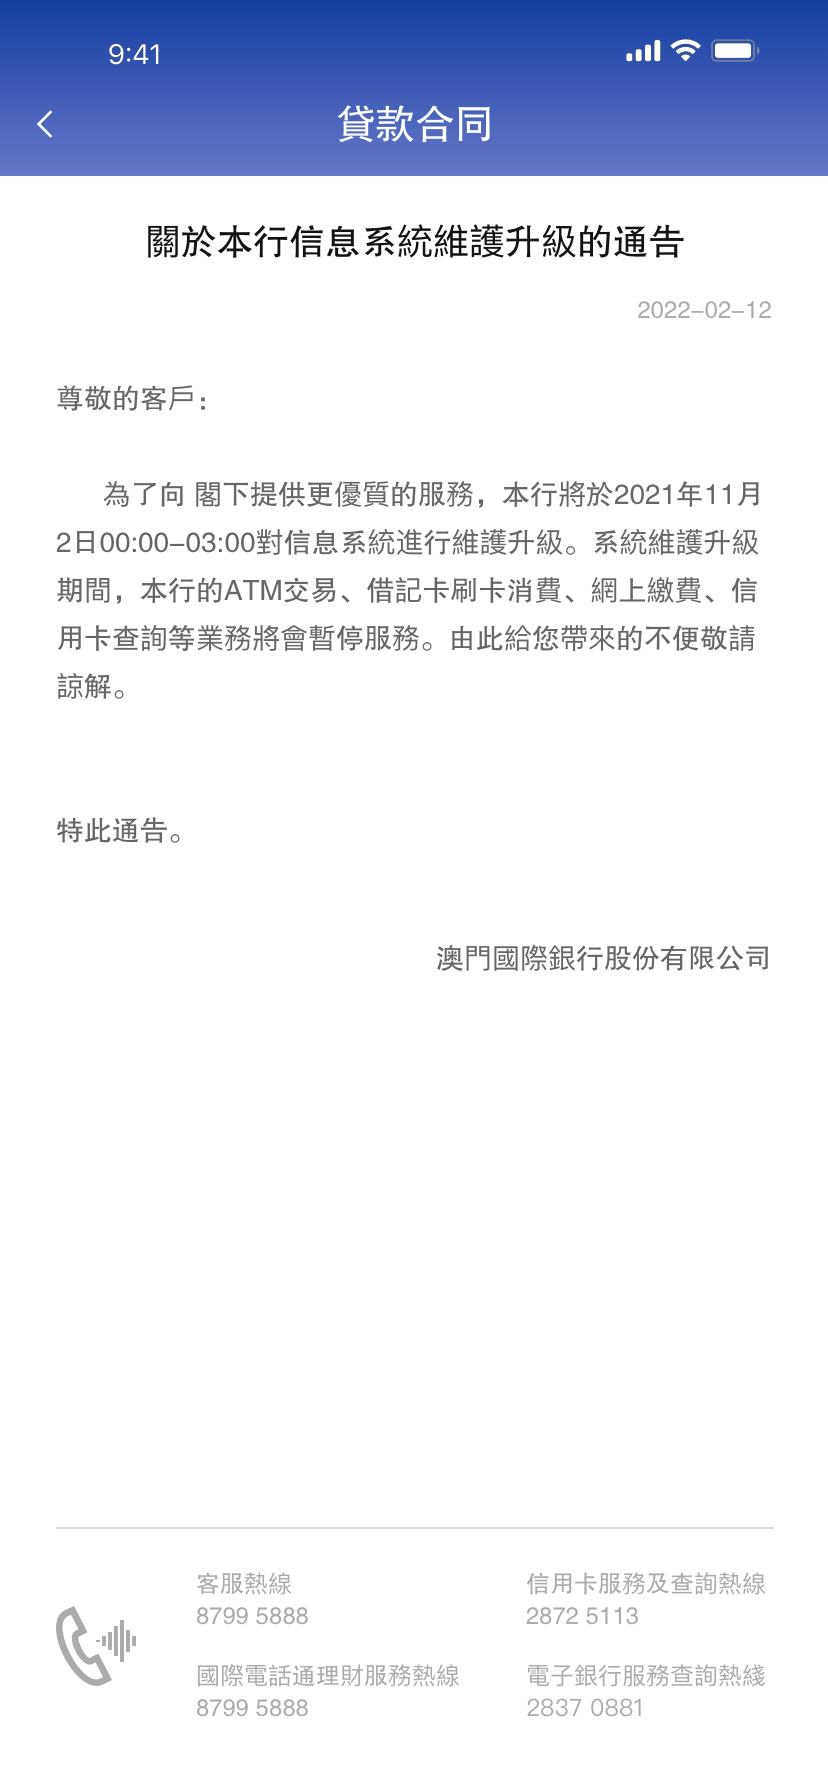 9:41
貸款合同
關於本行信息系統維護升級的通告
2022-02-12
尊敬的客戶：
為了向 閣下提供更優質的服務，本行將於2021年11月
2日00:00-03:00對信息系統進行維護升級。系統維護升級
期間，本行的ATM交易、借記卡刷卡消費、網上繳費、信
用卡查詢等業務將會暫停服務。由此給您帶來的不便敬請
諒解。
特此通告。
澳門國際銀行股份有限公司
客服熱線
8799 5888
信用卡服務及查詢熱線
2872 5113
國際電話通理財服務熱線
8799 5888
電子銀行服務查詢熱綫
2837 0881